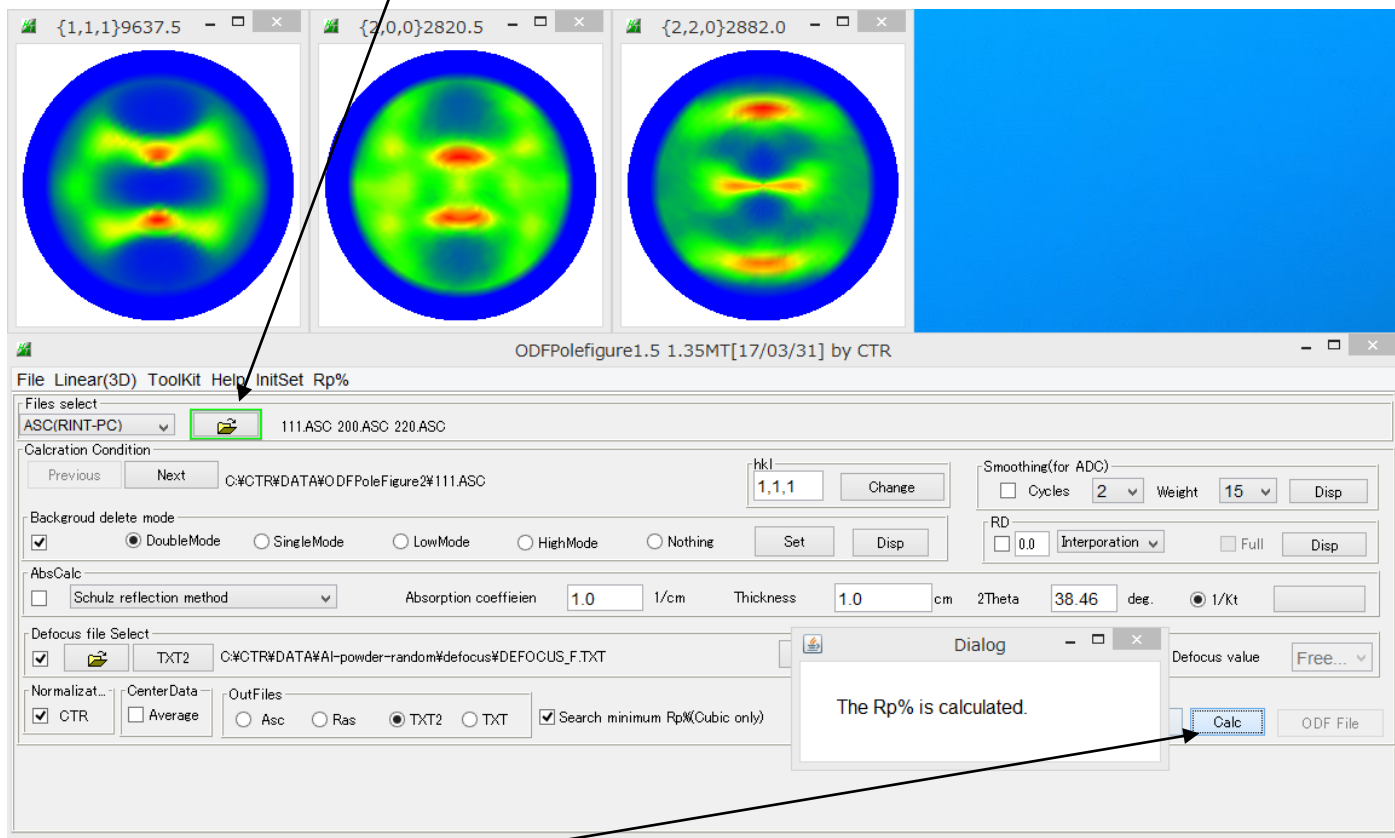 {1,1,1}9637.5
{2,0,0}2820.5
{2,2,0}2882.0
ODFPolefigure1.5 1.35MT[17/03/31] by CTR
File Linear(3D) ToolKit Help InitSet Rp%
Files select
ASC(RINT-PC) 111.ASC 200.ASC 220.ASC
Calcration Condition
Previous Next C:¥CTR¥DATA¥ODFPoleFigure2¥111.ASC
hkl
1,1,1 Change
Smoothing(for ADC)
Cycles 2 Weight 15 Disp
Backgroud delete mode
DoubleMode SingleMode LowMode HighMode Nothing Set Disp
RD
0.0 Interporation Full Disp
AbsCalc
Schulz reflection method Absorption coeffieien 1.0 1/cm Thickness 1.0 cm 2Theta 38.46 deg. 1/Kt
Defocus file Select
TXT2 C:¥CTR¥DATA¥Al-powder-random¥defocus¥DEFOCUS_F.TXT
Defocus value Free...
Normalizat...
CTR
CenterData
Average
OutFiles
Asc Ras TXT2 TXT
Search minimum Rp%(Cubic only)
Calc ODF File
Dialog
The Rp% is calculated.